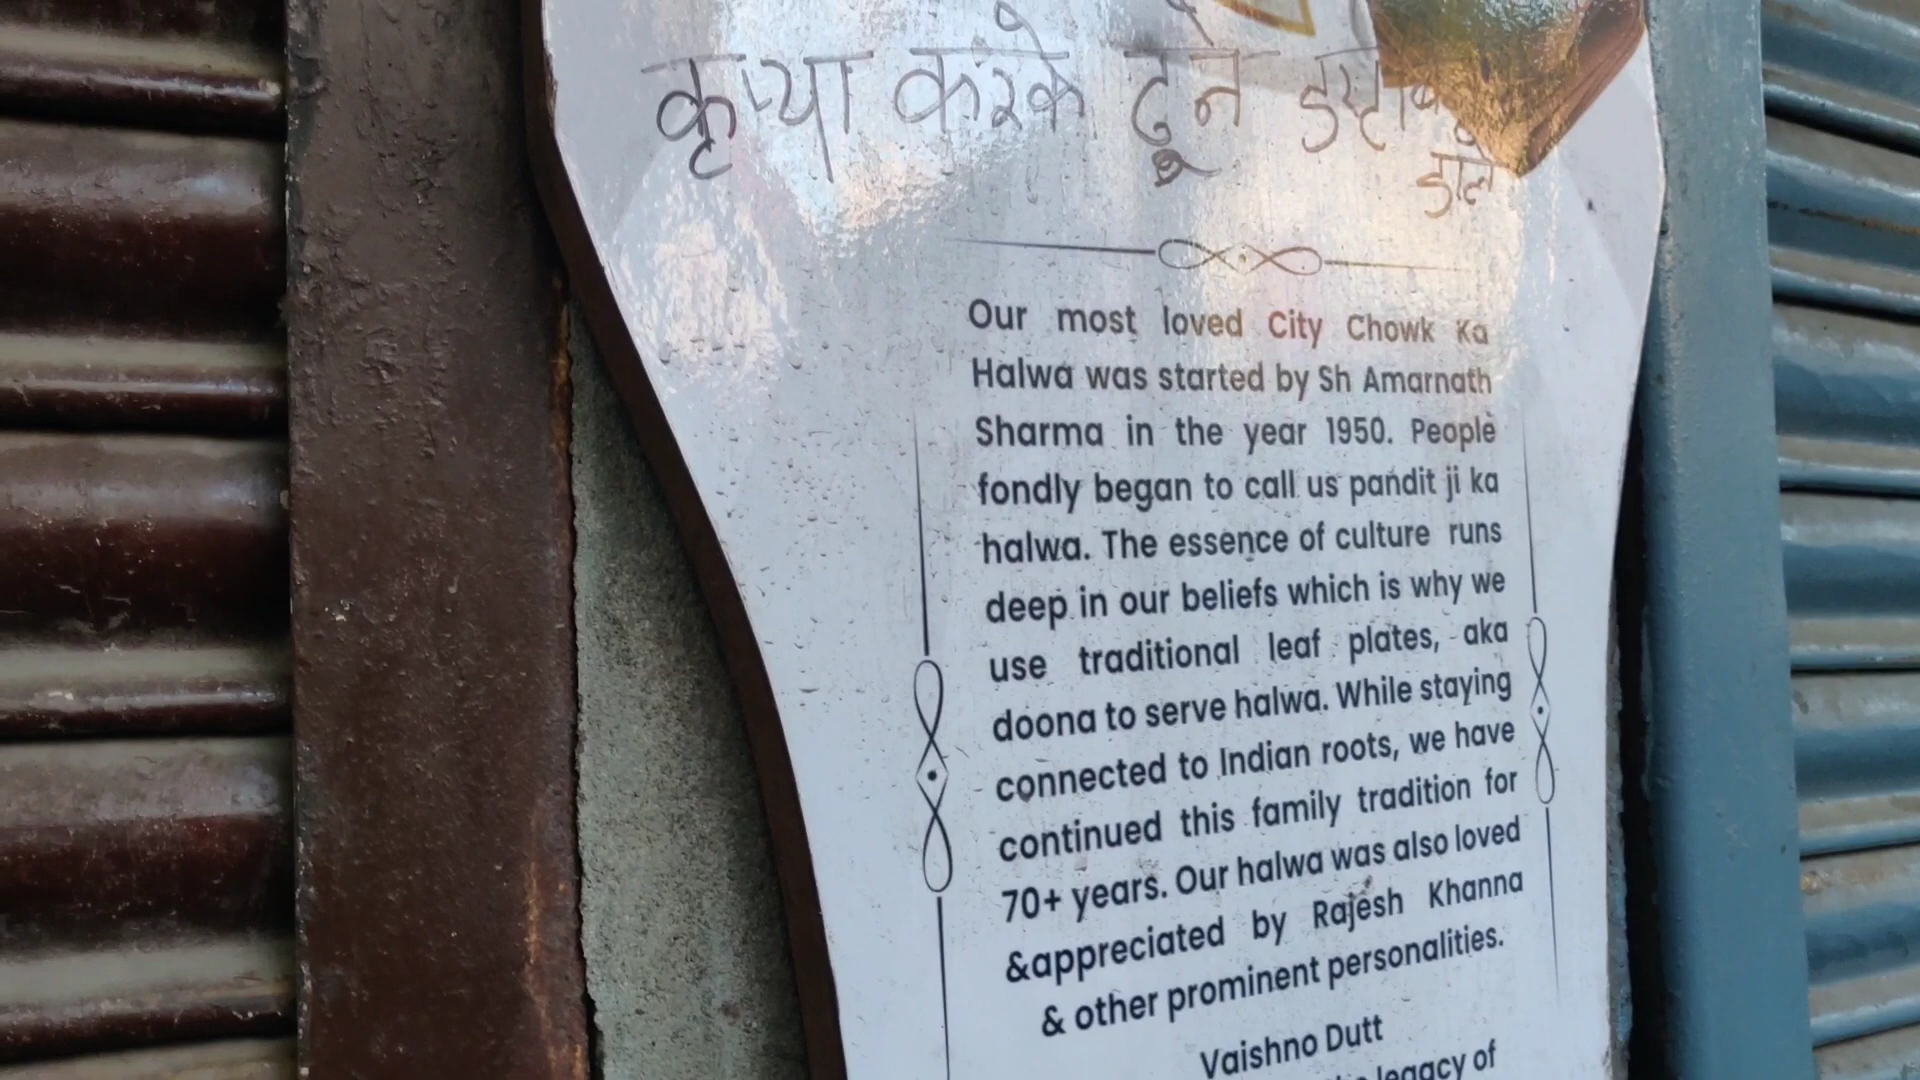 कृप्या करके दूने डस्टबिन
डाले
Our most loved City Chowk Ka
Halwa was started by Sh Amarnath
Sharma in the year 1950. People
fondly began to call us pandit ji ka
halwa. The essence of culture runs
deep in our beliefs which is why we
use traditional leaf plates, aka
doona to serve halwa. While staying
connected to Indian roots, we have
continued this family tradition for
70+ years. Our halwa was also loved
&appreciated by Rajesh Khanna
& other prominent personalities.
Vaishno Dutt
legacy of